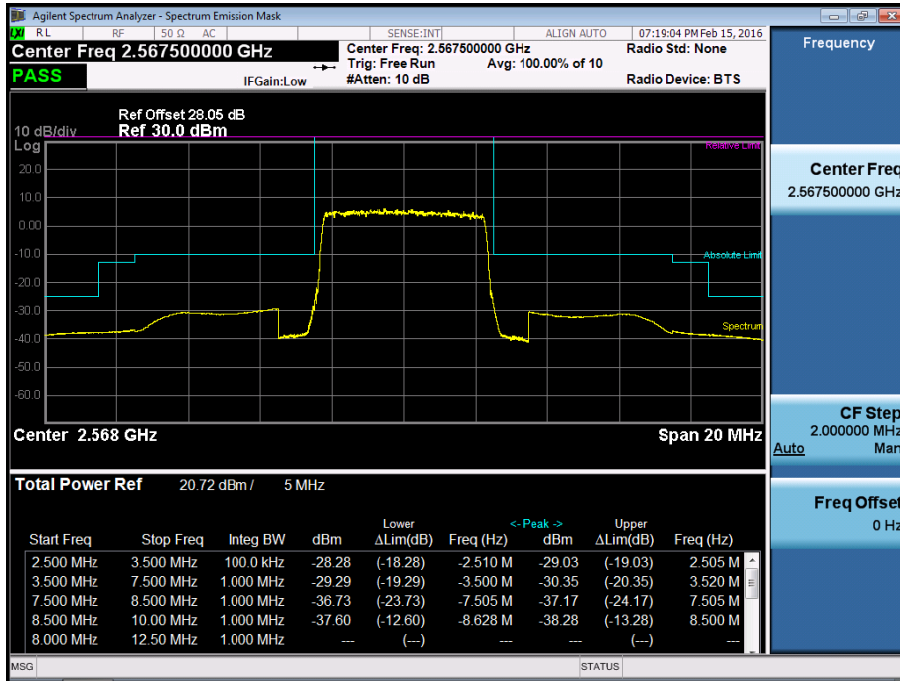 Agilent Spectrum Analyzer - Spectrum Emission Mask
LXI RL RF 50 Ω AC SENSE:INT ALIGN AUTO 07:19:04 PM Feb 15, 2016
Center Freq 2.567500000 GHz
Center Freq: 2.567500000 GHz
Radio Std: None
Trig: Free Run Avg: 100.00% of 10
PASS
IFGain:Low
#Atten: 10 dB
Radio Device: BTS
Ref Offset 28.05 dB
10 dB/div Ref 30.0 dBm
Log
Relative Limit
20.0
10.0
0.00
-10.0
Absolute Limit
-20.0
-30.0
Spectrum
-40.0
-50.0
-60.0
Center 2.568 GHz
Span 20 MHz
Total Power Ref 20.72 dBm / 5 MHz
Lower <- Peak -> Upper
Start Freq Stop Freq Integ BW dBm ΔLim(dB) Freq (Hz) dBm ΔLim(dB) Freq (Hz)
2.500 MHz 3.500 MHz 100.0 kHz -28.28 (-18.28) -2.510 M -29.03 (-19.03) 2.505 M
3.500 MHz 7.500 MHz 1.000 MHz -29.29 (-19.29) -3.500 M -30.35 (-20.35) 3.520 M
7.500 MHz 8.500 MHz 1.000 MHz -36.73 (-23.73) -7.505 M -37.17 (-24.17) 7.505 M
8.500 MHz 10.00 MHz 1.000 MHz -37.60 (-12.60) -8.628 M -38.28 (-13.28) 8.500 M
8.000 MHz 12.50 MHz 1.000 MHz --- (---) --- --- (---) ---
MSG
STATUS
Frequency
Center Freq
2.567500000 GHz
CF Step
2.000000 MHz
Auto Man
Freq Offset
0 Hz